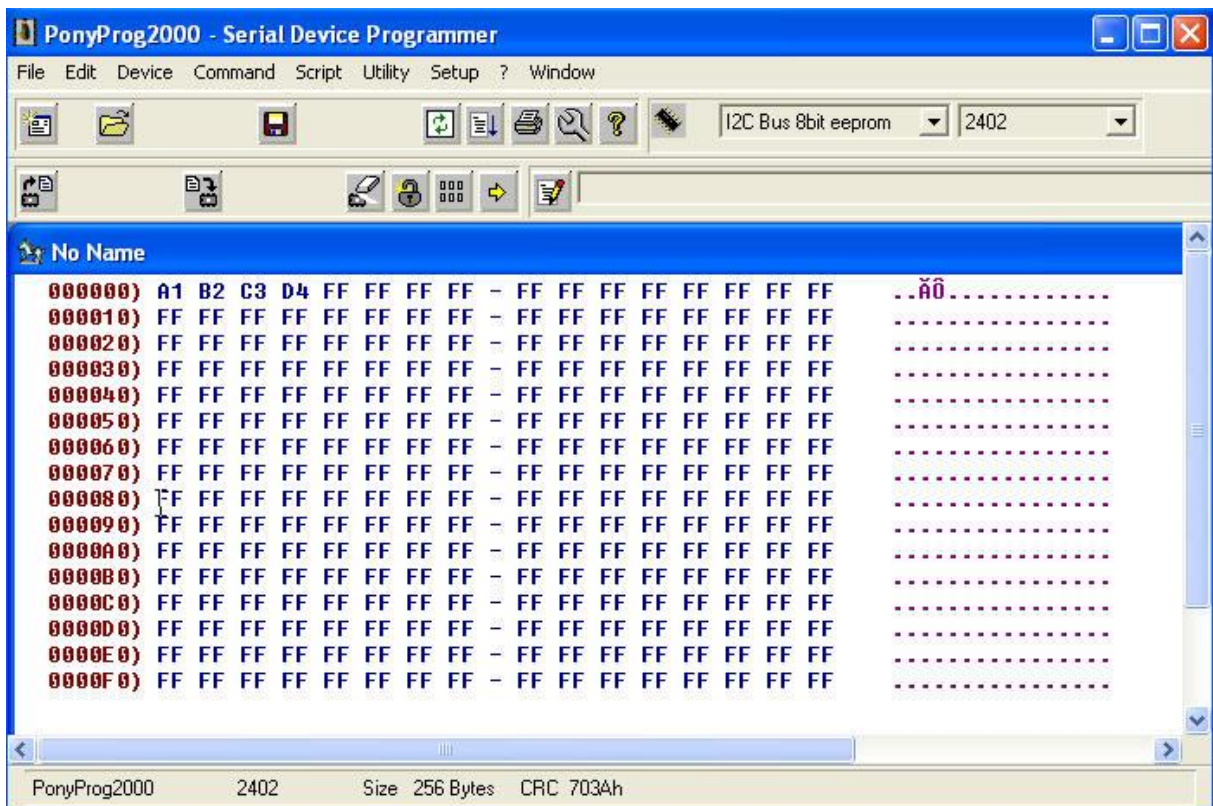 PonyProg2000 - Serial Device Programmer
File Edit Device Command Script Utility Setup ? Window
I2C Bus 8bit eeprom 2402
No Name
000000) A1 B2 C3 D4 FF FF FF FF - FF FF FF FF FF FF FF FF ..ĂÔ............
000010) FF FF FF FF FF FF FF FF - FF FF FF FF FF FF FF FF ................
000020) FF FF FF FF FF FF FF FF - FF FF FF FF FF FF FF FF ................
000030) FF FF FF FF FF FF FF FF - FF FF FF FF FF FF FF FF ................
000040) FF FF FF FF FF FF FF FF - FF FF FF FF FF FF FF FF ................
000050) FF FF FF FF FF FF FF FF - FF FF FF FF FF FF FF FF ................
000060) FF FF FF FF FF FF FF FF - FF FF FF FF FF FF FF FF ................
000070) FF FF FF FF FF FF FF FF - FF FF FF FF FF FF FF FF ................
000080) FF FF FF FF FF FF FF FF - FF FF FF FF FF FF FF FF ................
000090) FF FF FF FF FF FF FF FF - FF FF FF FF FF FF FF FF ................
0000A0) FF FF FF FF FF FF FF FF - FF FF FF FF FF FF FF FF ................
0000B0) FF FF FF FF FF FF FF FF - FF FF FF FF FF FF FF FF ................
0000C0) FF FF FF FF FF FF FF FF - FF FF FF FF FF FF FF FF ................
0000D0) FF FF FF FF FF FF FF FF - FF FF FF FF FF FF FF FF ................
0000E0) FF FF FF FF FF FF FF FF - FF FF FF FF FF FF FF FF ................
0000F0) FF FF FF FF FF FF FF FF - FF FF FF FF FF FF FF FF ................
PonyProg2000 2402 Size 256 Bytes CRC 703Ah